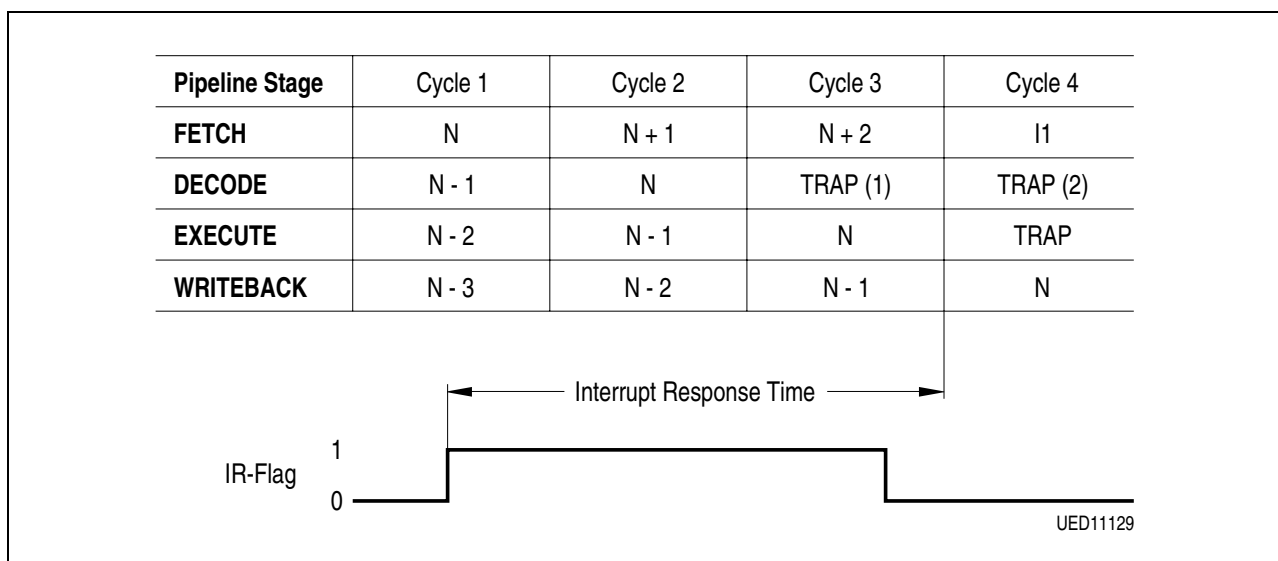 Pipeline Stage Cycle 1 Cycle 2 Cycle 3 Cycle 4
FETCH N N + 1 N + 2 I1
DECODE N - 1 N TRAP (1) TRAP (2)
EXECUTE N - 2 N - 1 N TRAP
WRITEBACK N - 3 N - 2 N - 1 N
Interrupt Response Time
1
IR-Flag
0
UED11129